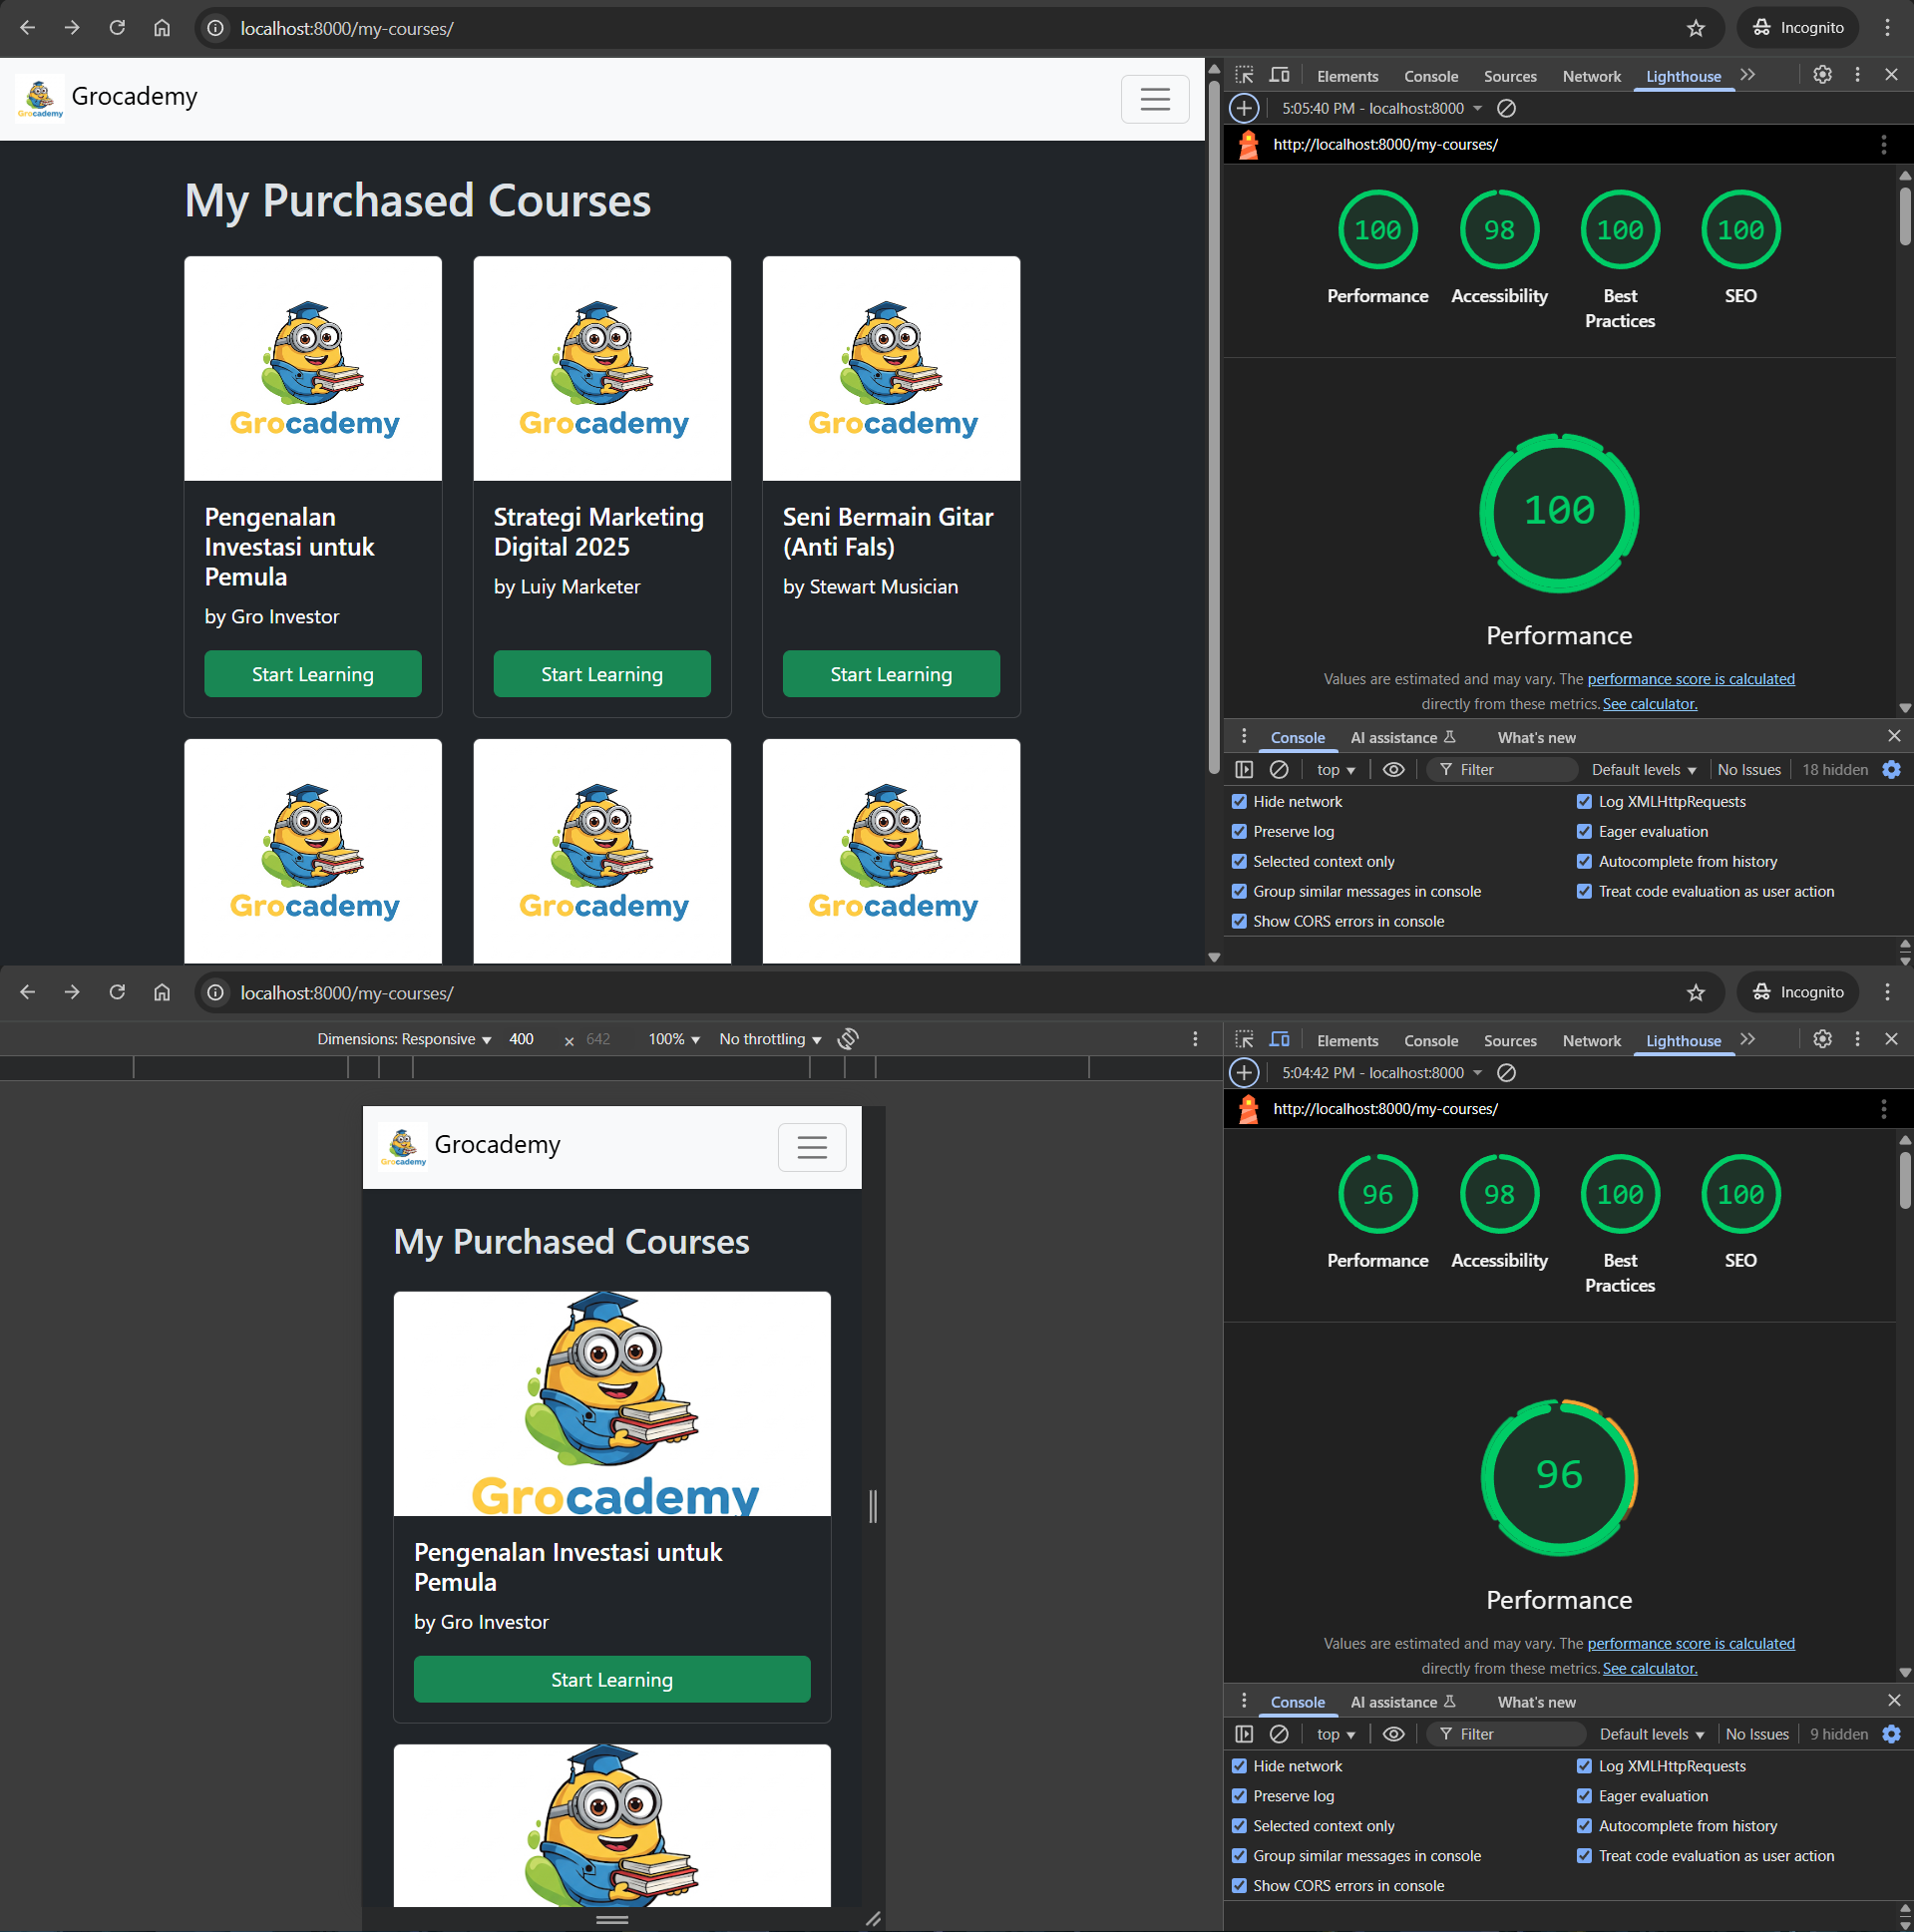 localhost:8000/my-courses/
Incognito
Grocademy
Grocademy
My Purchased Courses
Grocademy
Grocademy
Grocademy
Pengenalan
Investasi untuk
Pemula
by Gro Investor
Start Learning
Strategi Marketing
Digital 2025
by Luiy Marketer
Start Learning
Seni Bermain Gitar
(Anti Fals)
by Stewart Musician
Start Learning
Grocademy
Grocademy
Grocademy
Elements
Console
Sources
Network
Lighthouse
5:05:40 PM - localhost:8000
http://localhost:8000/my-courses/
100
98
100
100
Performance
Accessibility
Best
Practices
SEO
100
Performance
Values are estimated and may vary. The performance score is calculated
directly from these metrics. See calculator.
Console
AI assistance
What's new
top
Filter
Default levels
No Issues
18 hidden
Hide network
Log XMLHttpRequests
Preserve log
Eager evaluation
Selected context only
Autocomplete from history
Group similar messages in console
Treat code evaluation as user action
Show CORS errors in console
localhost:8000/my-courses/
Incognito
Dimensions: Responsive
400
×
642
100%
No throttling
Grocademy
Grocademy
My Purchased Courses
Grocademy
Pengenalan Investasi untuk
Pemula
by Gro Investor
Start Learning
Elements
Console
Sources
Network
Lighthouse
5:04:42 PM - localhost:8000
http://localhost:8000/my-courses/
96
98
100
100
Performance
Accessibility
Best
Practices
SEO
96
Performance
Values are estimated and may vary. The performance score is calculated
directly from these metrics. See calculator.
Console
AI assistance
What's new
top
Filter
Default levels
No Issues
9 hidden
Hide network
Log XMLHttpRequests
Preserve log
Eager evaluation
Selected context only
Autocomplete from history
Group similar messages in console
Treat code evaluation as user action
Show CORS errors in console